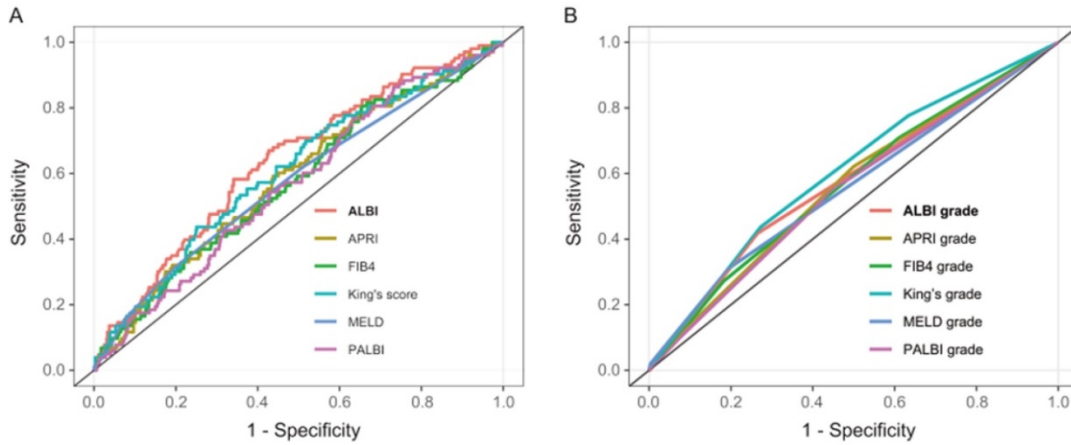 A
Sensitivity
1.0
0.8
0.6
0.4
0.2
0.0
ALBI
APRI
FIB4
King's score
MELD
PALBI
0.0 0.2 0.4 0.6 0.8 1.0
1 - Specificity
B
Sensitivity
1.0
0.8
0.6
0.4
0.2
0.0
ALBI grade
APRI grade
FIB4 grade
King's grade
MELD grade
PALBI grade
0.0 0.2 0.4 0.6 0.8 1.0
1 - Specificity